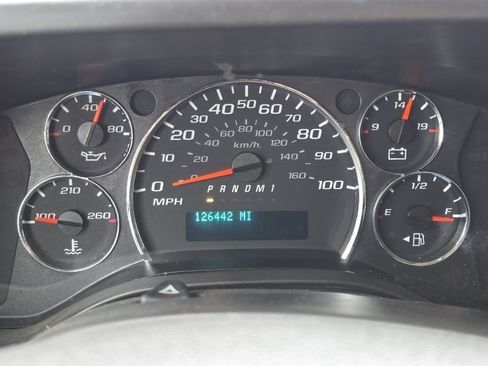 0 40 80
0 10 20 30 40 50 60 70 80 90 100
MPH
0 20 40 60 80 100 120 140 160
km/h
P R N D M 1
126442 MI
9 14 19
100 210 260
E 1/2 F